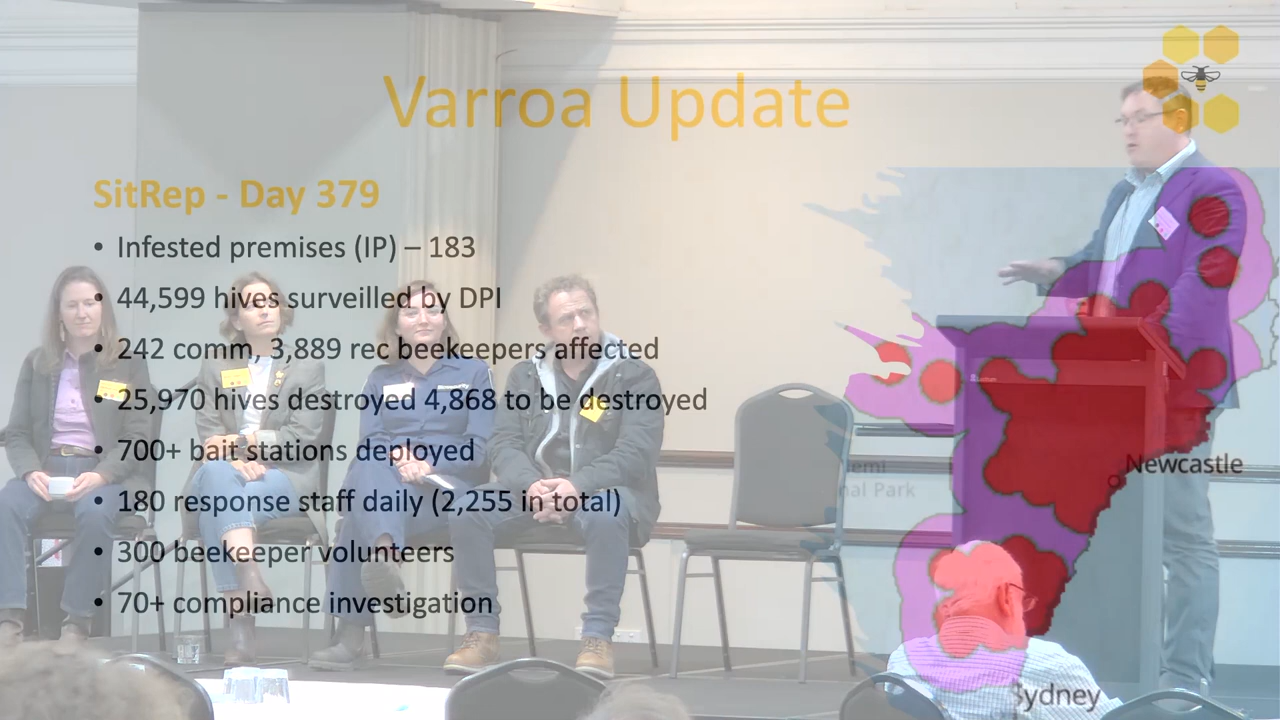 Varroa Update
SitRep - Day 379
• Infested premises (IP) – 183
• 44,599 hives surveilled by DPI
• 242 comm, 3,889 rec beekeepers affected
• 25,970 hives destroyed 4,868 to be destroyed
• 700+ bait stations deployed
• 180 response staff daily (2,255 in total)
• 300 beekeeper volunteers
• 70+ compliance investigation
Newcastle
nal Park
Sydney